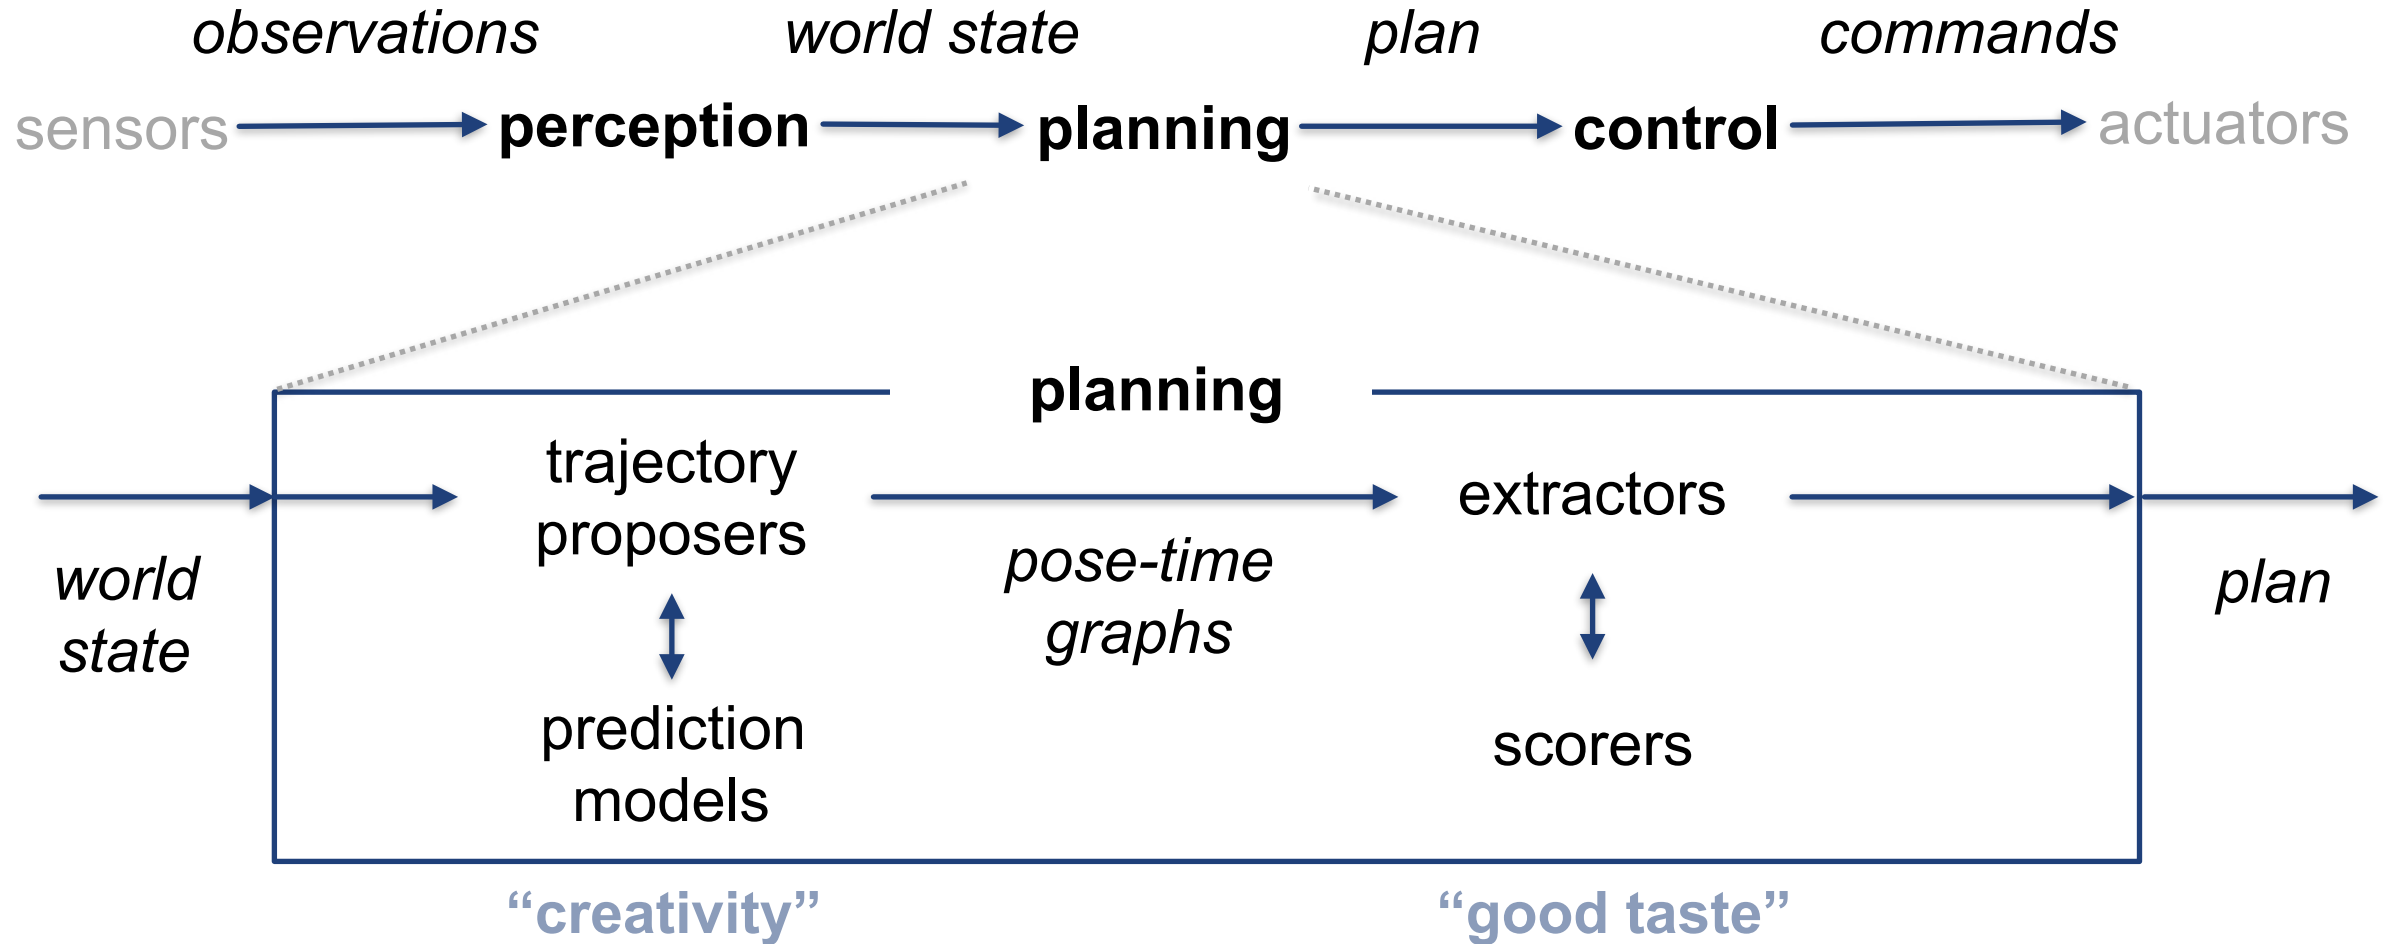 observations world state plan commands
sensors perception planning control actuators
planning
trajectory
proposers
extractors
pose-time
graphs
world
state
plan
prediction
models
scorers
“creativity” “good taste”